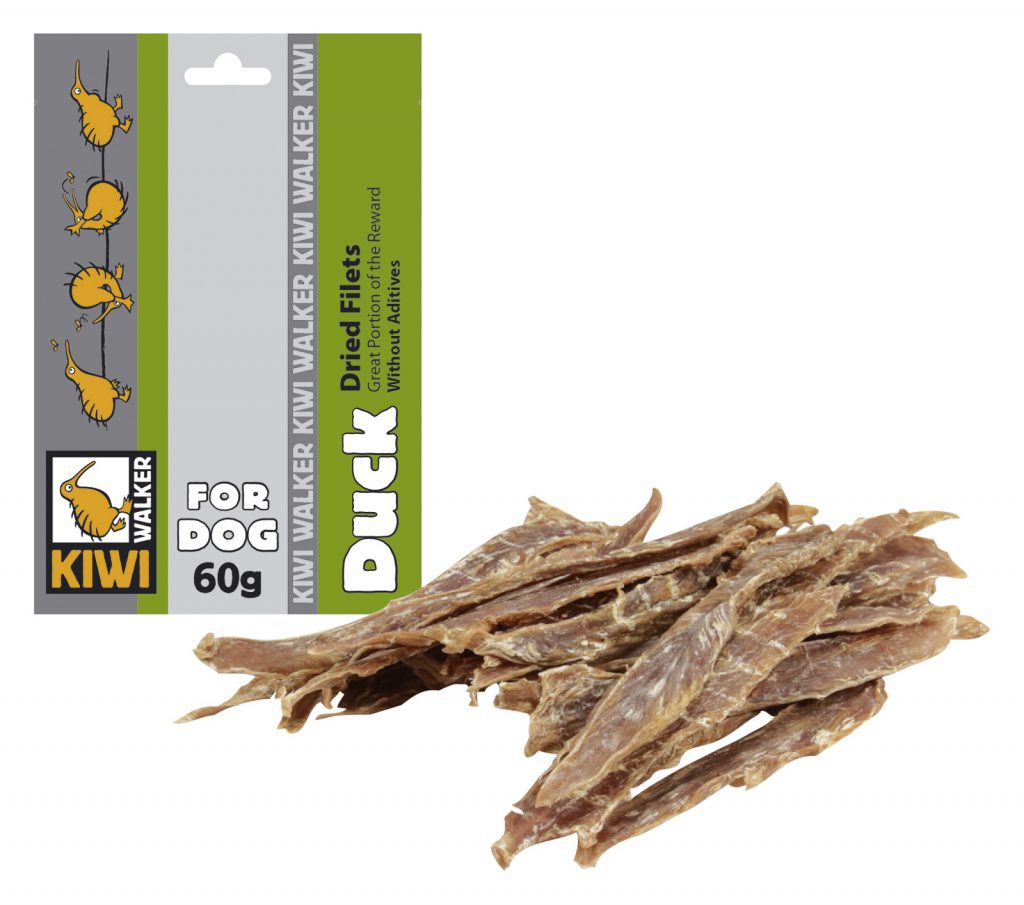 KIWI
WALKER
FOR
DOG
60g
KIWI WALKER KIWI WALKER KIWI WALKER KIWI
DUCK
Dried Filets
Great Portion of the Reward
Without Aditives